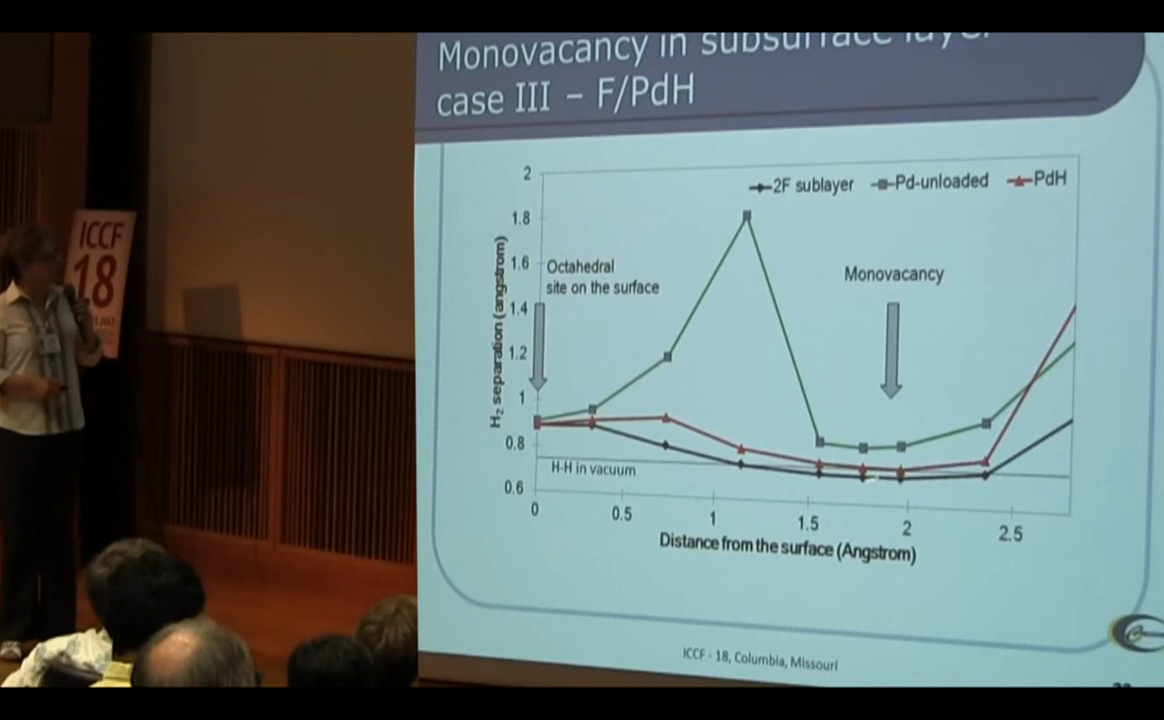 Monovacancy in subsurface layer
case III – F/PdH
2F sublayer
Pd-unloaded
PdH
Octahedral
site on the surface
Monovacancy
H-H in vacuum
H₂ separation (angstrom)
2
1.8
1.6
1.4
1.2
1
0.8
0.6
0
0.5
1
1.5
2
2.5
Distance from the surface (Angstrom)
ICCF - 18, Columbia, Missouri
ICCF
18